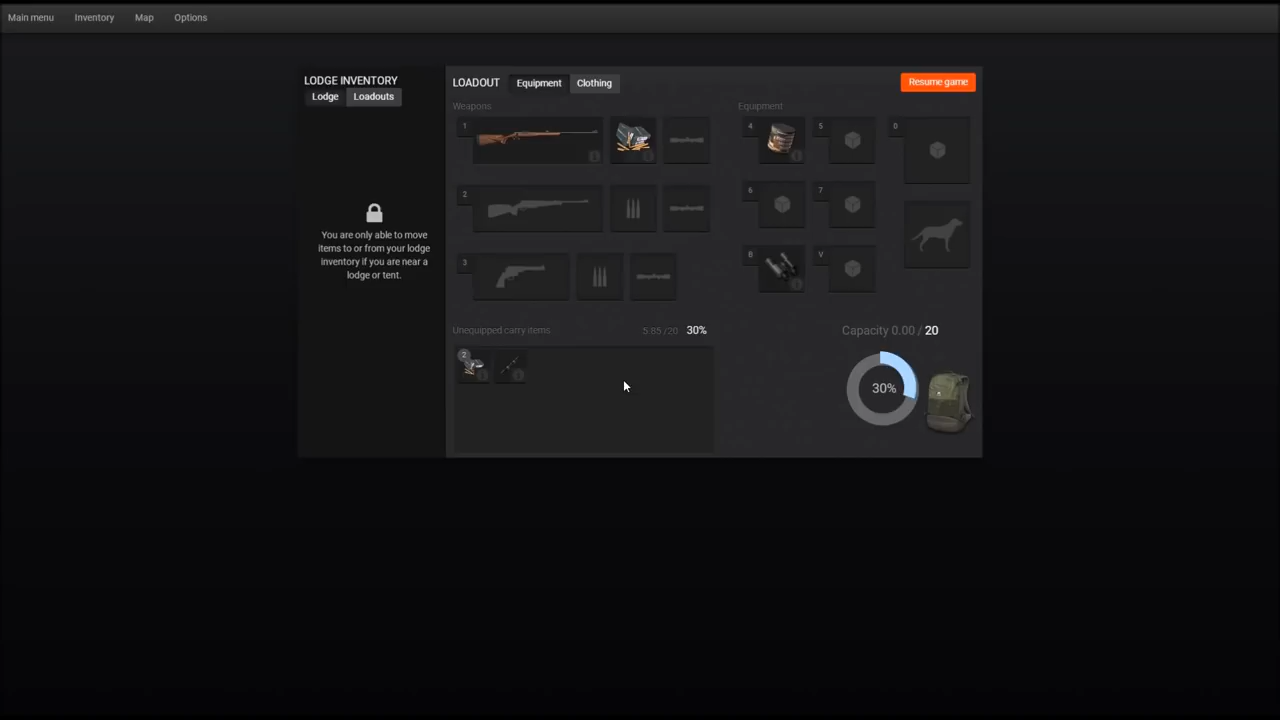 Main menu Inventory Map Options
LODGE INVENTORY
Lodge Loadouts
You are only able to move
items to or from your lodge
inventory if you are near a
lodge or tent.
LOADOUT Equipment Clothing Resume game
Weapons
1
2
3
Equipment
4 5 0
6 7
B V
Unequipped carry items 5.85 /20 30%
2
Capacity 0.00 / 20
30%